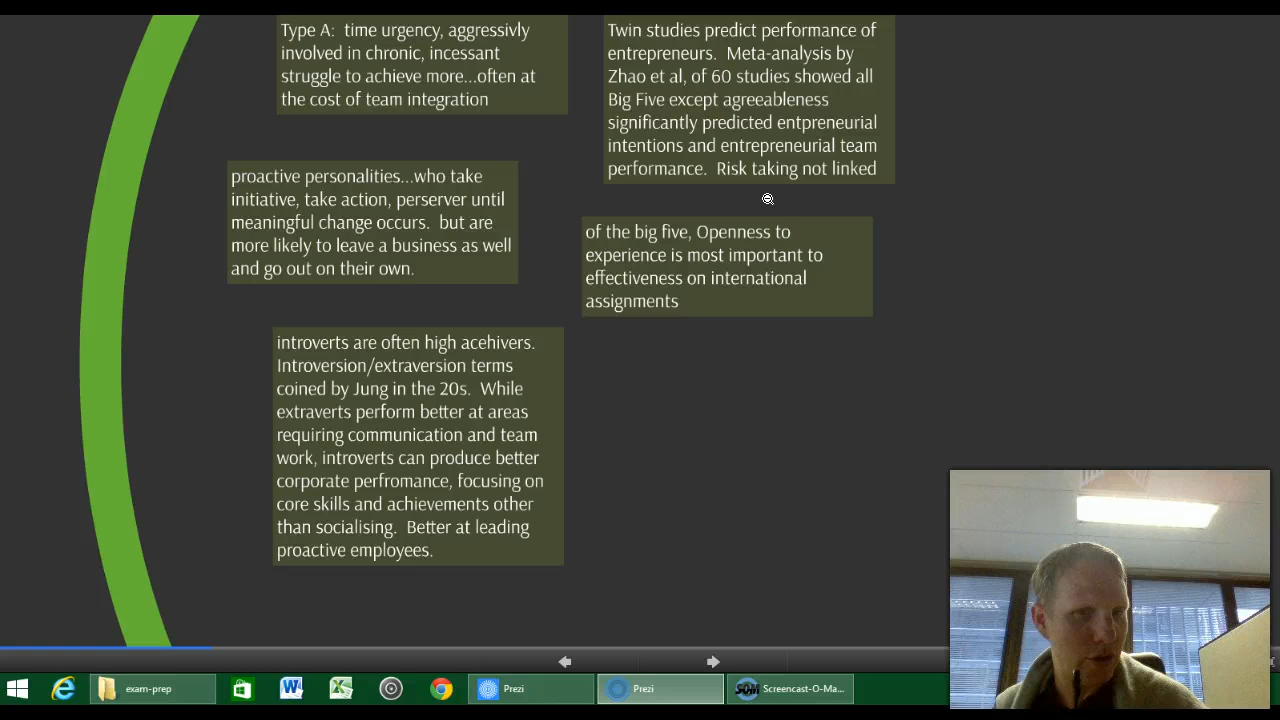 Type A:  time urgency, aggressivly
involved in chronic, incessant
struggle to achieve more...often at
the cost of team integration
Twin studies predict performance of
entrepreneurs.  Meta-analysis by
Zhao et al, of 60 studies showed all
Big Five except agreeableness
significantly predicted entpreneurial
intentions and entrepreneurial team
performance.  Risk taking not linked
proactive personalities...who take
initiative, take action, perserver until
meaningful change occurs.  but are
more likely to leave a business as well
and go out on their own.
of the big five, Openness to
experience is most important to
effectiveness on international
assignments
introverts are often high acehivers.
Introversion/extraversion terms
coined by Jung in the 20s.  While
extraverts perform better at areas
requiring communication and team
work, introverts can produce better
corporate perfromance, focusing on
core skills and achievements other
than socialising.  Better at leading
proactive employees.
exam-prep
Prezi
Prezi
SOM
Screencast-O-Ma...